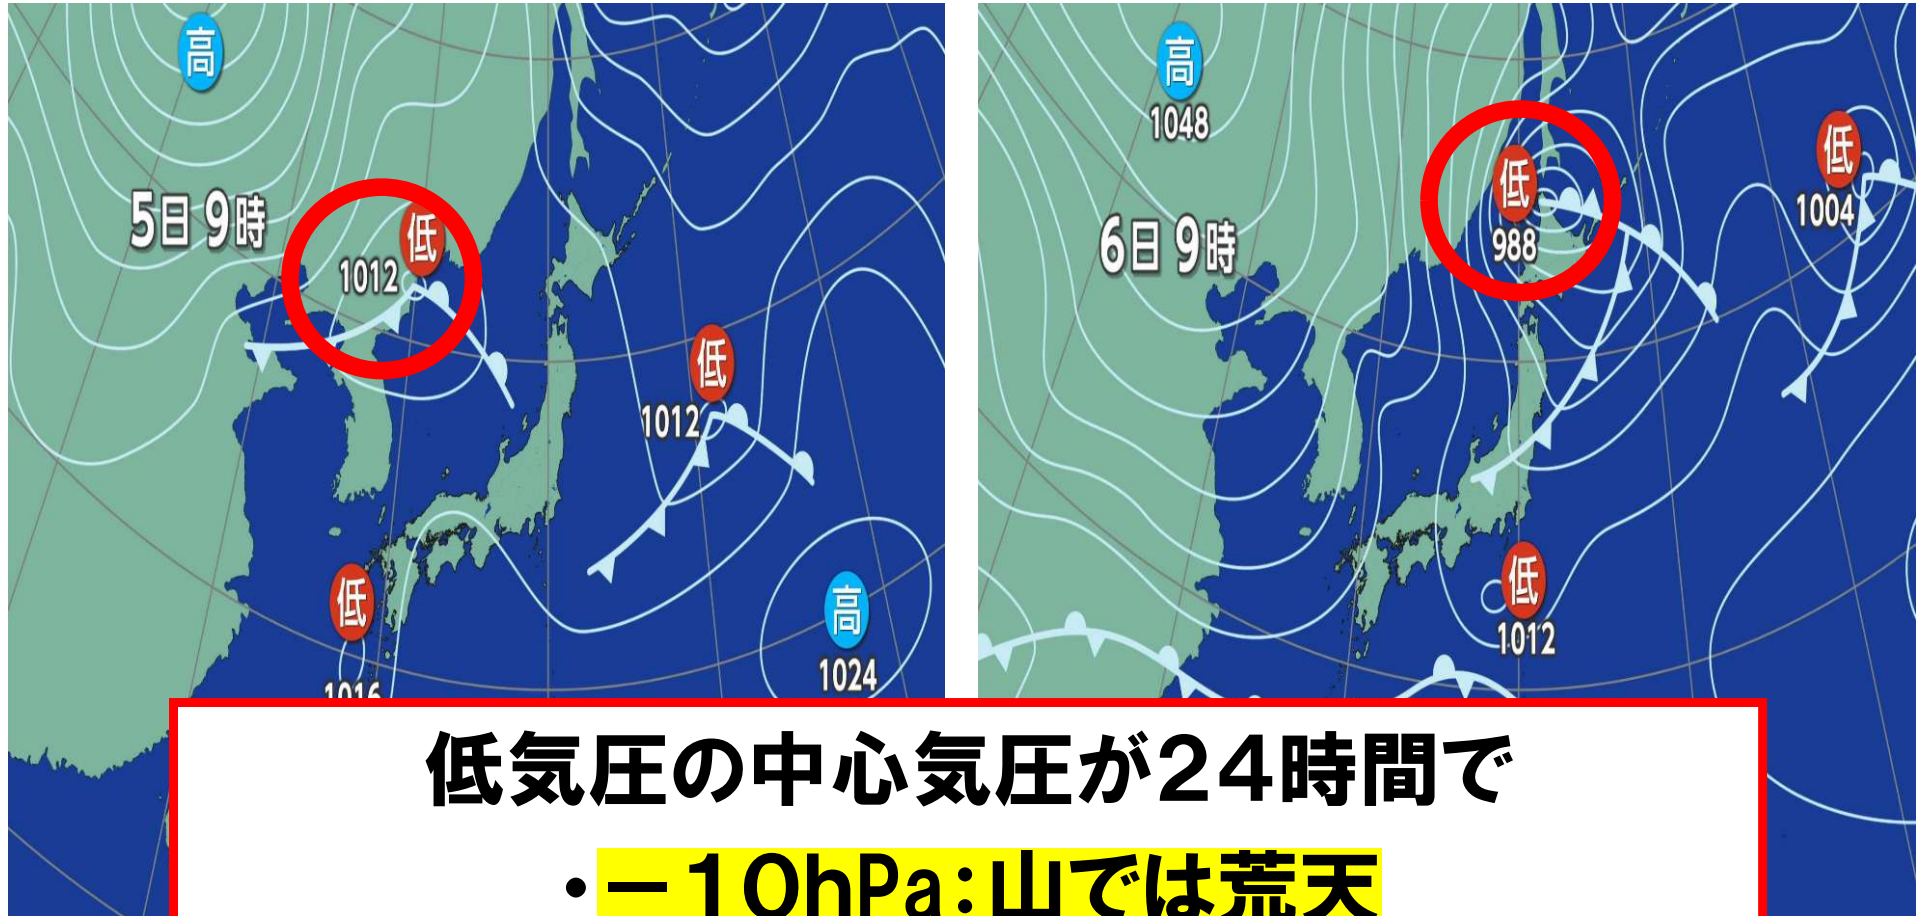 高
5日 9時
低
1012
低
1012
低
1016
高
1024
高
1048
6日 9時
低
988
低
1004
低
1012
低気圧の中心気圧が24時間で
・－10hPa:山では荒天